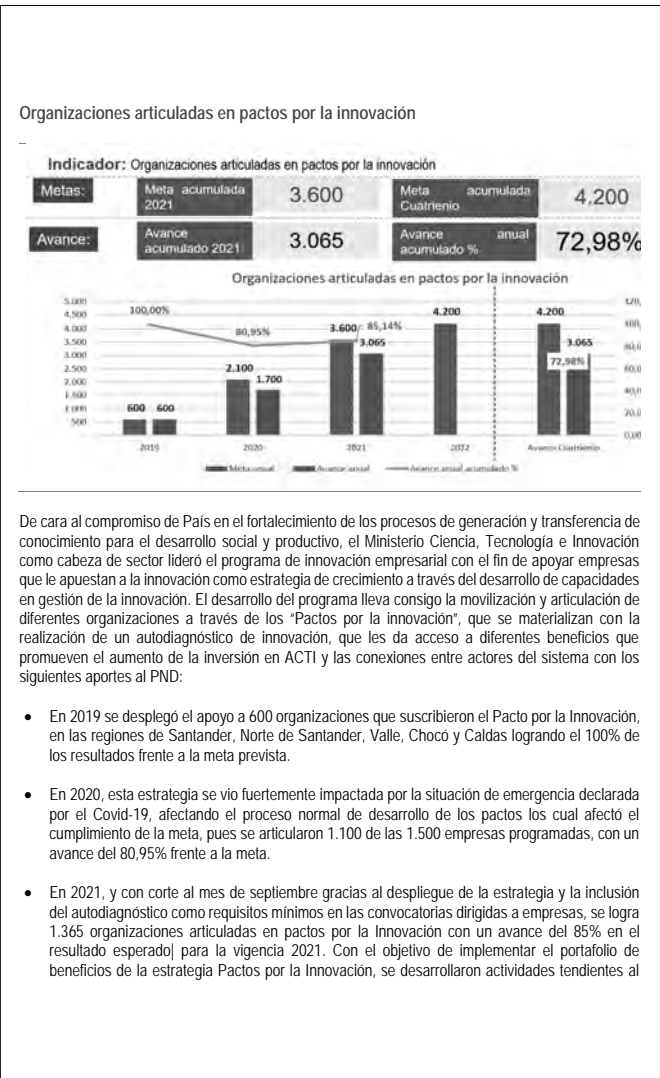 Organizaciones articuladas en pactos por la innovación
Indicador: Organizaciones articuladas en pactos por la innovación
Metas: Meta acumulada 2021 3.600 Meta acumulada Cuatrienio 4.200
Avance: Avance acumulado 2021 3.065 Avance anual acumulado % 72,98%
Organizaciones articuladas en pactos por la innovación
5.000
4.500
4.000
3.500
3.000
2.500
2.000
1.500
1.000
500
100,00%
80,95%
85,14%
600 600
2.100
1.700
3.600
3.065
4.200
4.200
3.065
72,98%
2019 2020 2021 2022 Avance Cuatrienio
Meta anual Avance anual Avance anual acumulado %
De cara al compromiso de País en el fortalecimiento de los procesos de generación y transferencia de
conocimiento para el desarrollo social y productivo, el Ministerio Ciencia, Tecnología e Innovación
como cabeza de sector lideró el programa de innovación empresarial con el fin de apoyar empresas
que le apuestan a la innovación como estrategia de crecimiento a través del desarrollo de capacidades
en gestión de la innovación. El desarrollo del programa lleva consigo la movilización y articulación de
diferentes organizaciones a través de los "Pactos por la innovación", que se materializan con la
realización de un autodiagnóstico de innovación, que les da acceso a diferentes beneficios que
promueven el aumento de la inversión en ACTI y las conexiones entre actores del sistema con los
siguientes aportes al PND:
• En 2019 se desplegó el apoyo a 600 organizaciones que suscribieron el Pacto por la Innovación,
en las regiones de Santander, Norte de Santander, Valle, Chocó y Caldas logrando el 100% de
los resultados frente a la meta prevista.
• En 2020, esta estrategia se vio fuertemente impactada por la situación de emergencia declarada
por el Covid-19, afectando el proceso normal de desarrollo de los pactos los cual afectó el
cumplimiento de la meta, pues se articularon 1.100 de las 1.500 empresas programadas, con un
avance del 80,95% frente a la meta.
• En 2021, y con corte al mes de septiembre gracias al despliegue de la estrategia y la inclusión
del autodiagnóstico como requisitos mínimos en las convocatorias dirigidas a empresas, se logra
1.365 organizaciones articuladas en pactos por la Innovación con un avance del 85% en el
resultado esperado| para la vigencia 2021. Con el objetivo de implementar el portafolio de
beneficios de la estrategia Pactos por la Innovación, se desarrollaron actividades tendientes al